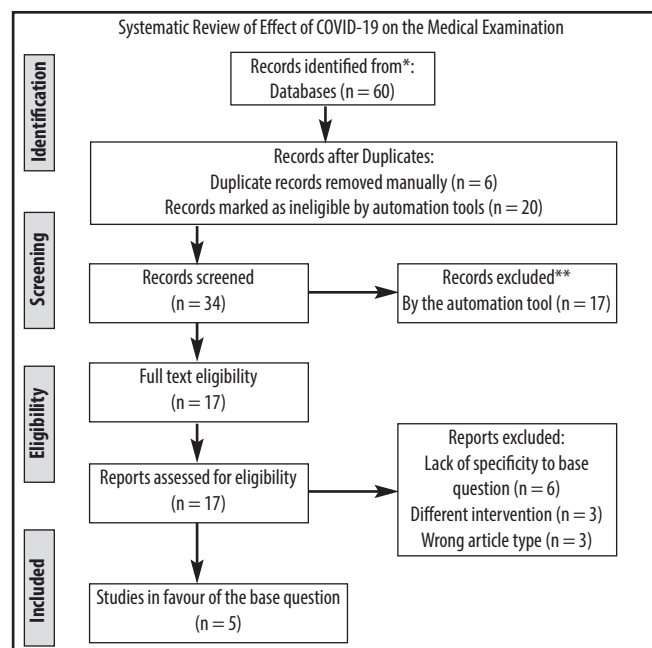 Systematic Review of Effect of COVID-19 on the Medical Examination
Identification
Records identified from*:
Databases (n = 60)
Records after Duplicates:
Duplicate records removed manually (n = 6)
Records marked as ineligible by automation tools (n = 20)
Screening
Records screened
(n = 34)
Records excluded**
By the automation tool (n = 17)
Eligibility
Full text eligibility
(n = 17)
Reports assessed for eligibility
(n = 17)
Reports excluded:
Lack of specificity to base
question (n = 6)
Different intervention (n = 3)
Wrong article type (n = 3)
Included
Studies in favour of the base question
(n = 5)